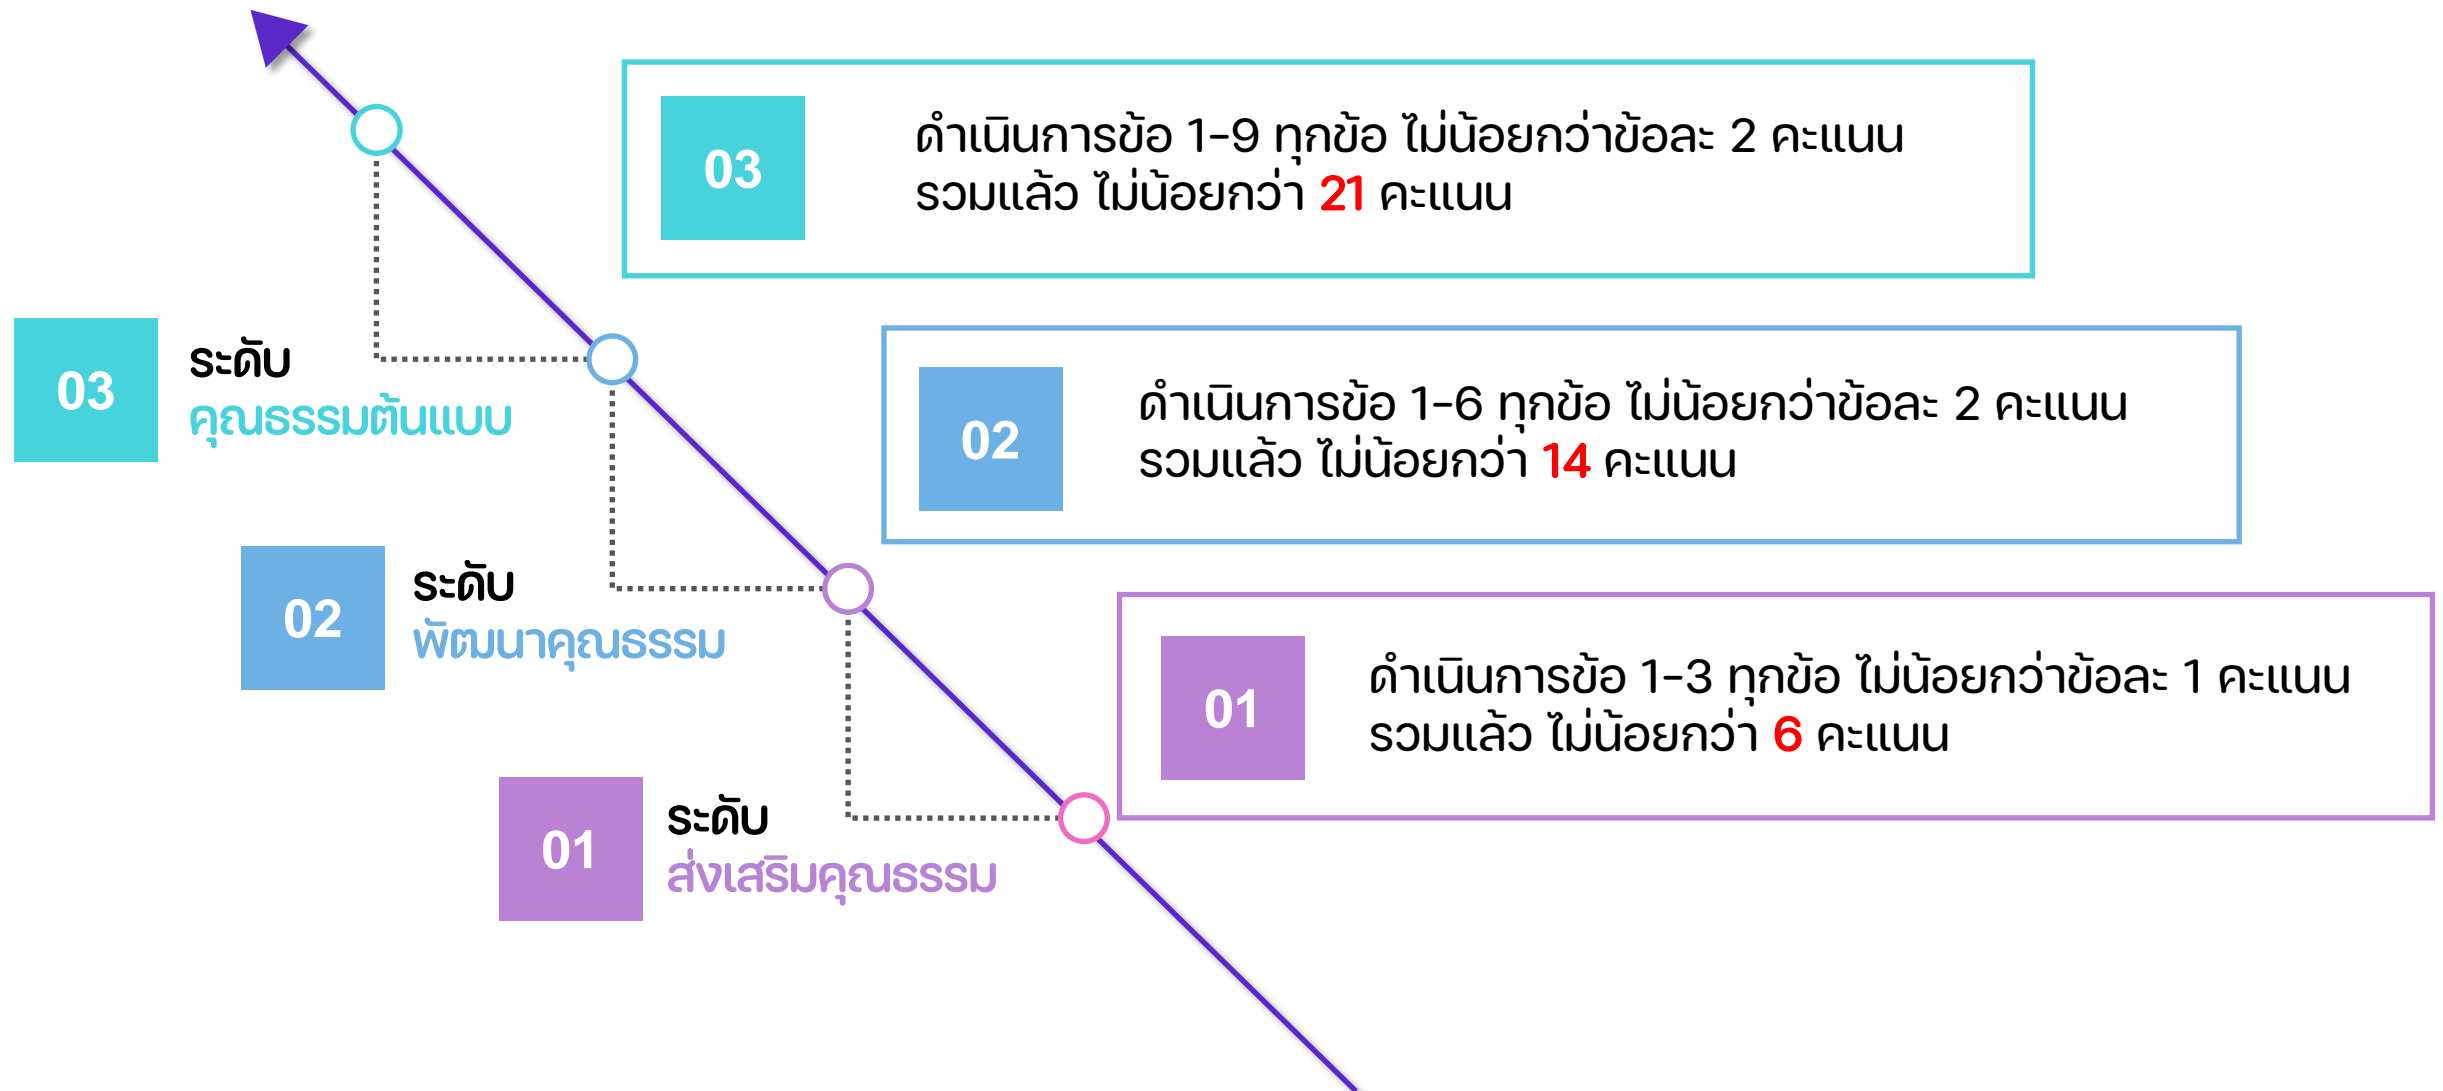 03
ดำเนินการข้อ 1-9 ทุกข้อ ไม่น้อยกว่าข้อละ 2 คะแนน
รวมแล้ว ไม่น้อยกว่า 21 คะแนน
03
ระดับ
คุณธรรมต้นแบบ
02
ดำเนินการข้อ 1-6 ทุกข้อ ไม่น้อยกว่าข้อละ 2 คะแนน
รวมแล้ว ไม่น้อยกว่า 14 คะแนน
02
ระดับ
พัฒนาคุณธรรม
01
ดำเนินการข้อ 1-3 ทุกข้อ ไม่น้อยกว่าข้อละ 1 คะแนน
รวมแล้ว ไม่น้อยกว่า 6 คะแนน
01
ระดับ
ส่งเสริมคุณธรรม